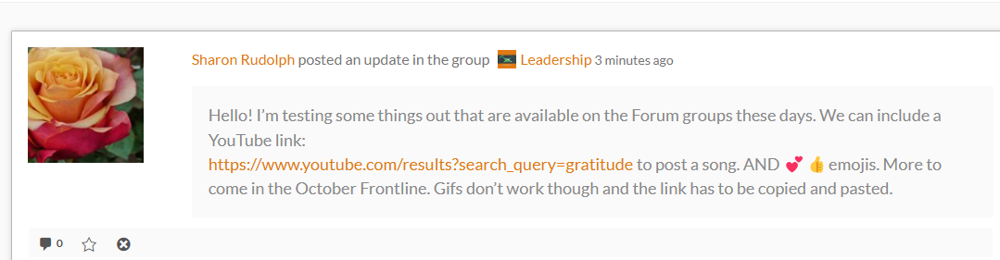 Sharon Rudolph posted an update in the group Leadership 3 minutes ago
Hello! I'm testing some things out that are available on the Forum groups these days. We can include a
YouTube link:
https://www.youtube.com/results?search_query=gratitude to post a song. AND 💕 👍 emojis. More to
come in the October Frontline. Gifs don't work though and the link has to be copied and pasted.
0